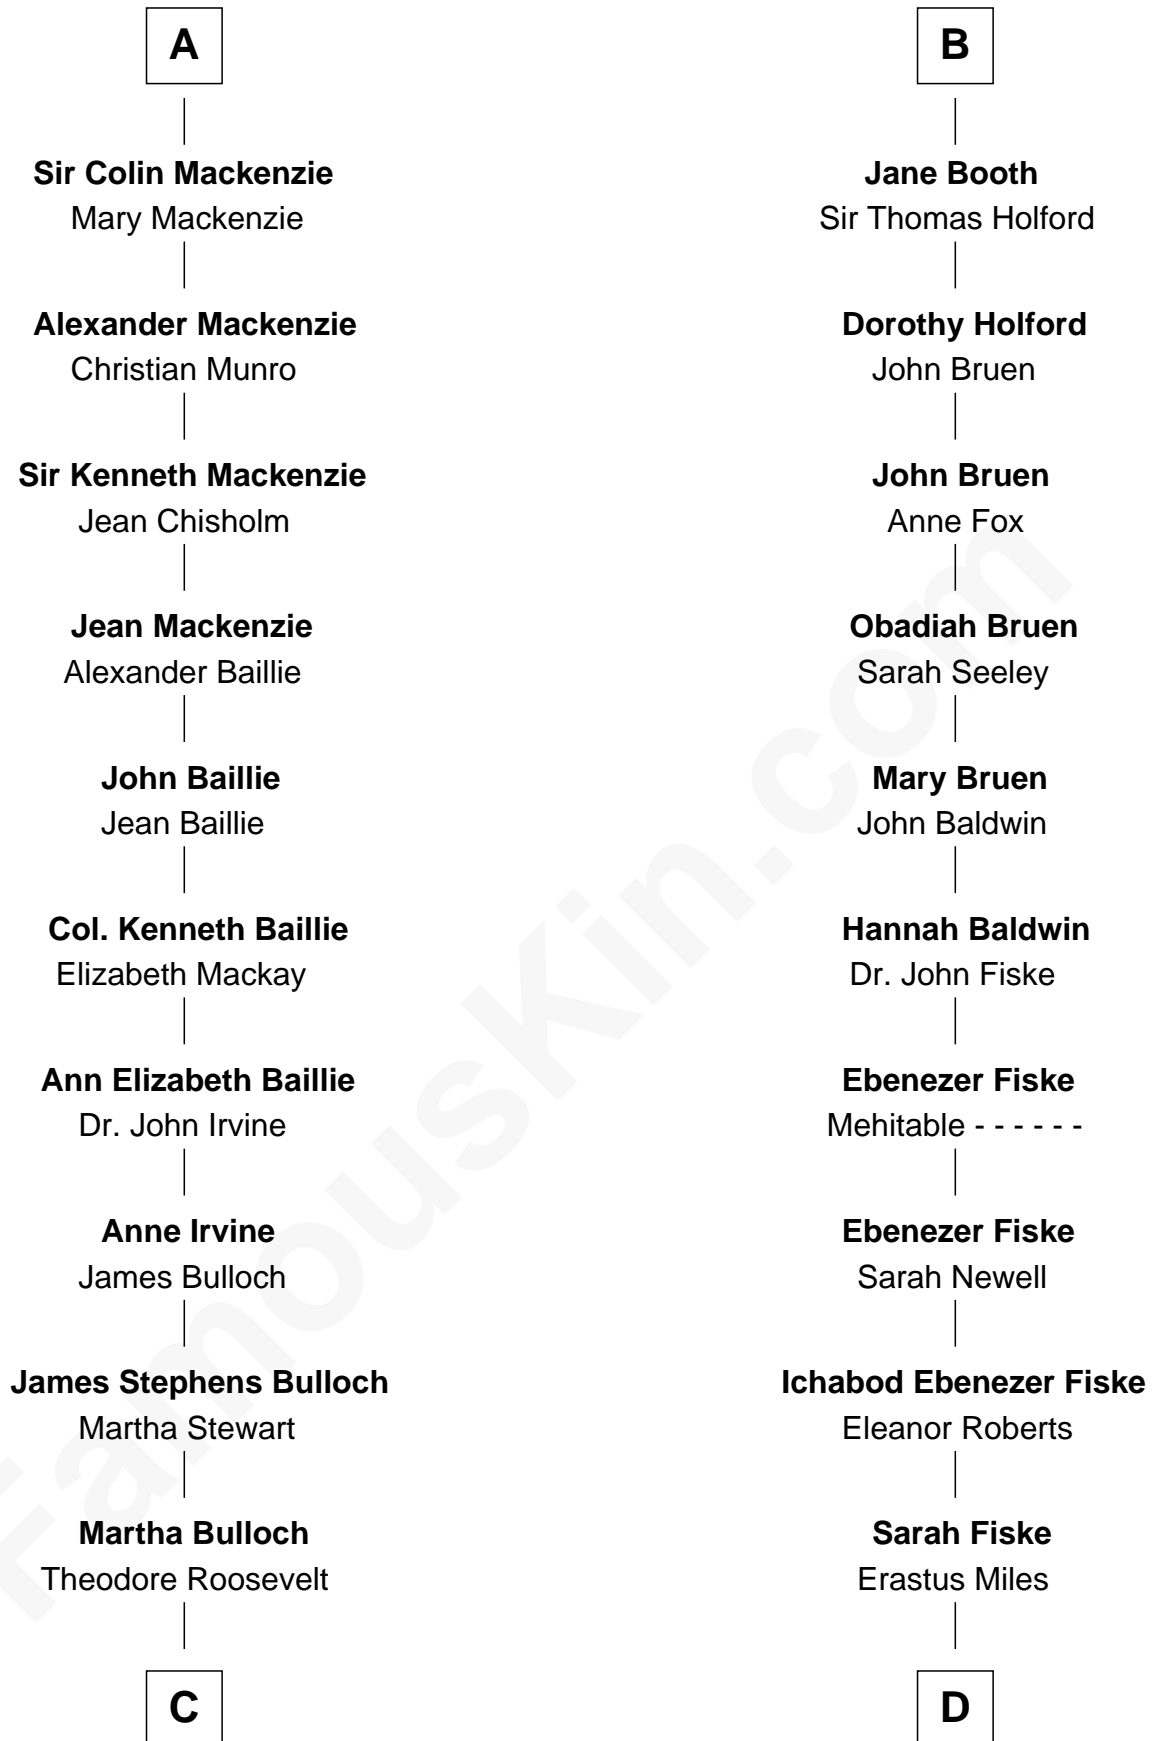 A
Sir Colin Mackenzie
Mary Mackenzie
Alexander Mackenzie
Christian Munro
Sir Kenneth Mackenzie
Jean Chisholm
Jean Mackenzie
Alexander Baillie
John Baillie
Jean Baillie
Col. Kenneth Baillie
Elizabeth Mackay
Ann Elizabeth Baillie
Dr. John Irvine
Anne Irvine
James Bulloch
James Stephens Bulloch
Martha Stewart
Martha Bulloch
Theodore Roosevelt
C
B
Jane Booth
Sir Thomas Holford
Dorothy Holford
John Bruen
John Bruen
Anne Fox
Obadiah Bruen
Sarah Seeley
Mary Bruen
John Baldwin
Hannah Baldwin
Dr. John Fiske
Ebenezer Fiske
Mehitable - - - - - -
Ebenezer Fiske
Sarah Newell
Ichabod Ebenezer Fiske
Eleanor Roberts
Sarah Fiske
Erastus Miles
D
FamousKin.com